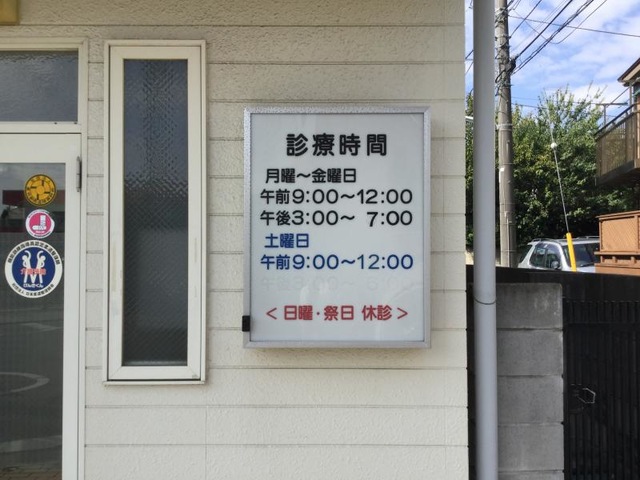 診療時間
月曜～金曜日
午前9:00～12:00
午後3:00～ 7:00
土曜日
午前9:00～12:00
＜日曜・祭日 休診＞